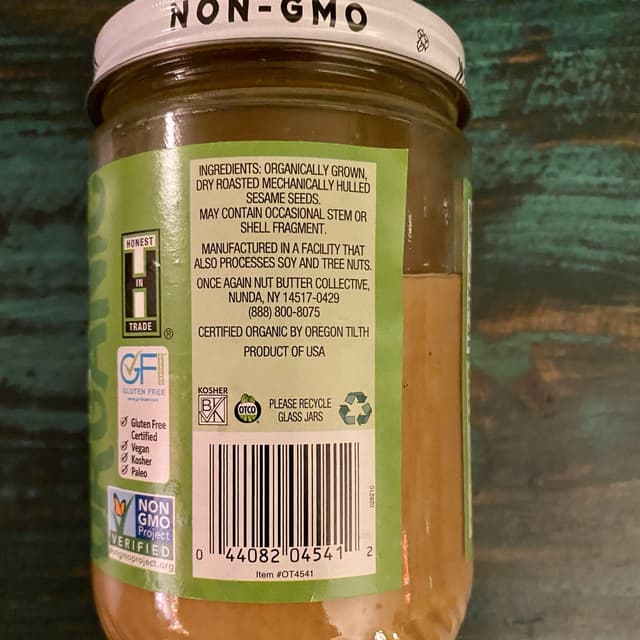 NON-GMO
ORGANIC
INGREDIENTS: ORGANICALLY GROWN,
DRY ROASTED MECHANICALLY HULLED
SESAME SEEDS.
MAY CONTAIN OCCASIONAL STEM OR
SHELL FRAGMENT.
MANUFACTURED IN A FACILITY THAT
ALSO PROCESSES SOY AND TREE NUTS.
ONCE AGAIN NUT BUTTER COLLECTIVE,
NUNDA, NY 14517-0429
(888) 800-8075
CERTIFIED ORGANIC BY OREGON TILTH
PRODUCT OF USA
HONEST
H
IN
TRADE ®
GF
GLUTEN FREE
Gluten Free
Certified
Vegan
Kosher
Paleo
NON
GMO
Project
VERIFIED
nongmoproject.org
KOSHER
OTCO
PLEASE RECYCLE
GLASS JARS
0 44082 04541 2
Item #OT4541